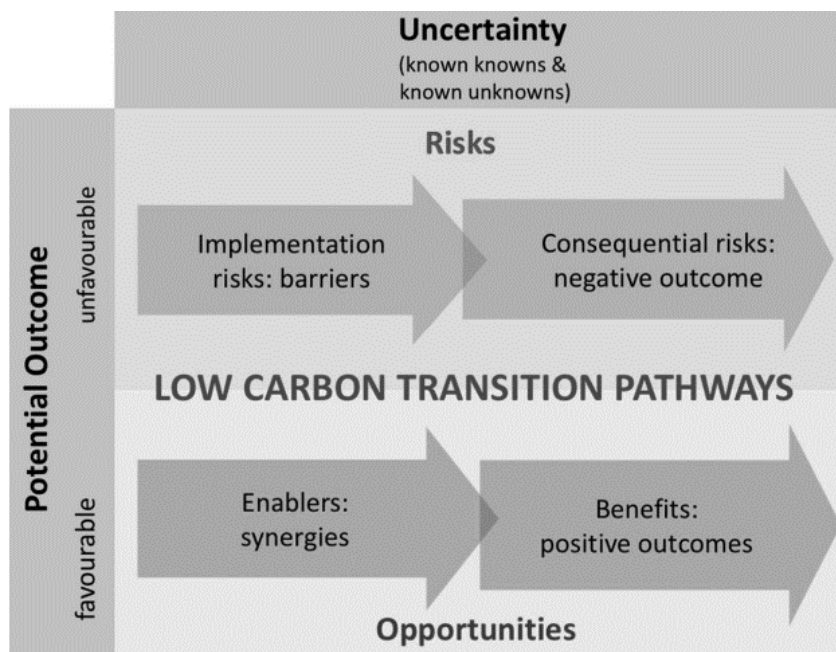 Uncertainty
(known knowns &
known unknowns)
Potential Outcome
unfavourable
Risks
Implementation
risks: barriers
Consequential risks:
negative outcome
LOW CARBON TRANSITION PATHWAYS
favourable
Enablers:
synergies
Benefits:
positive outcomes
Opportunities